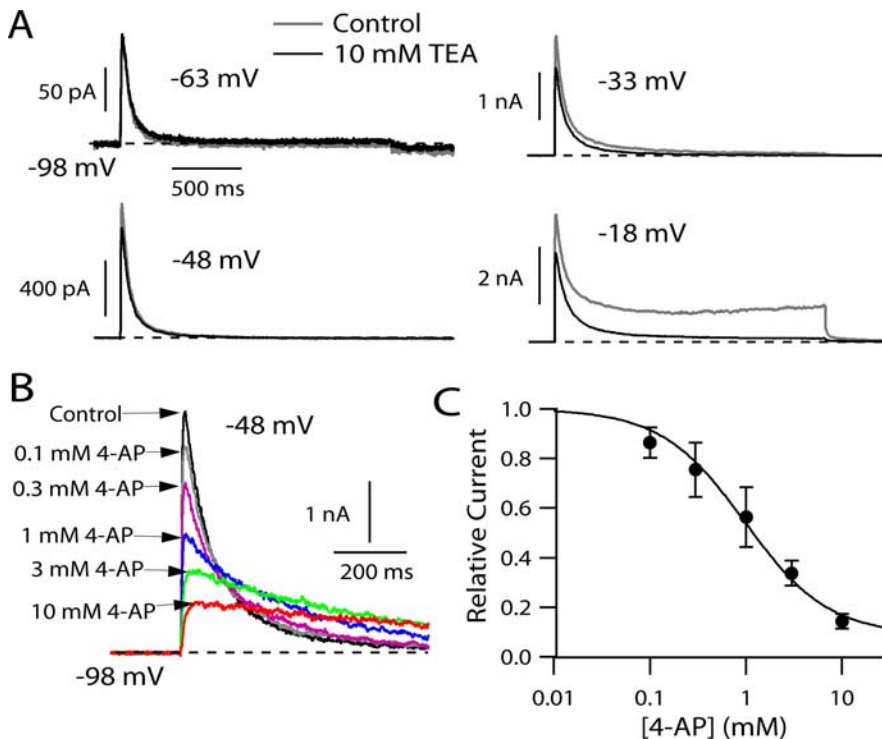 A
Control
10 mM TEA
-63 mV
50 pA
-98 mV
500 ms
-33 mV
1 nA
-48 mV
400 pA
-18 mV
2 nA
B
Control
-48 mV
0.1 mM 4-AP
0.3 mM 4-AP
1 mM 4-AP
3 mM 4-AP
10 mM 4-AP
1 nA
200 ms
-98 mV
C
Relative Current
1.0
0.8
0.6
0.4
0.2
0.0
0.01
0.1
1
10
[4-AP] (mM)